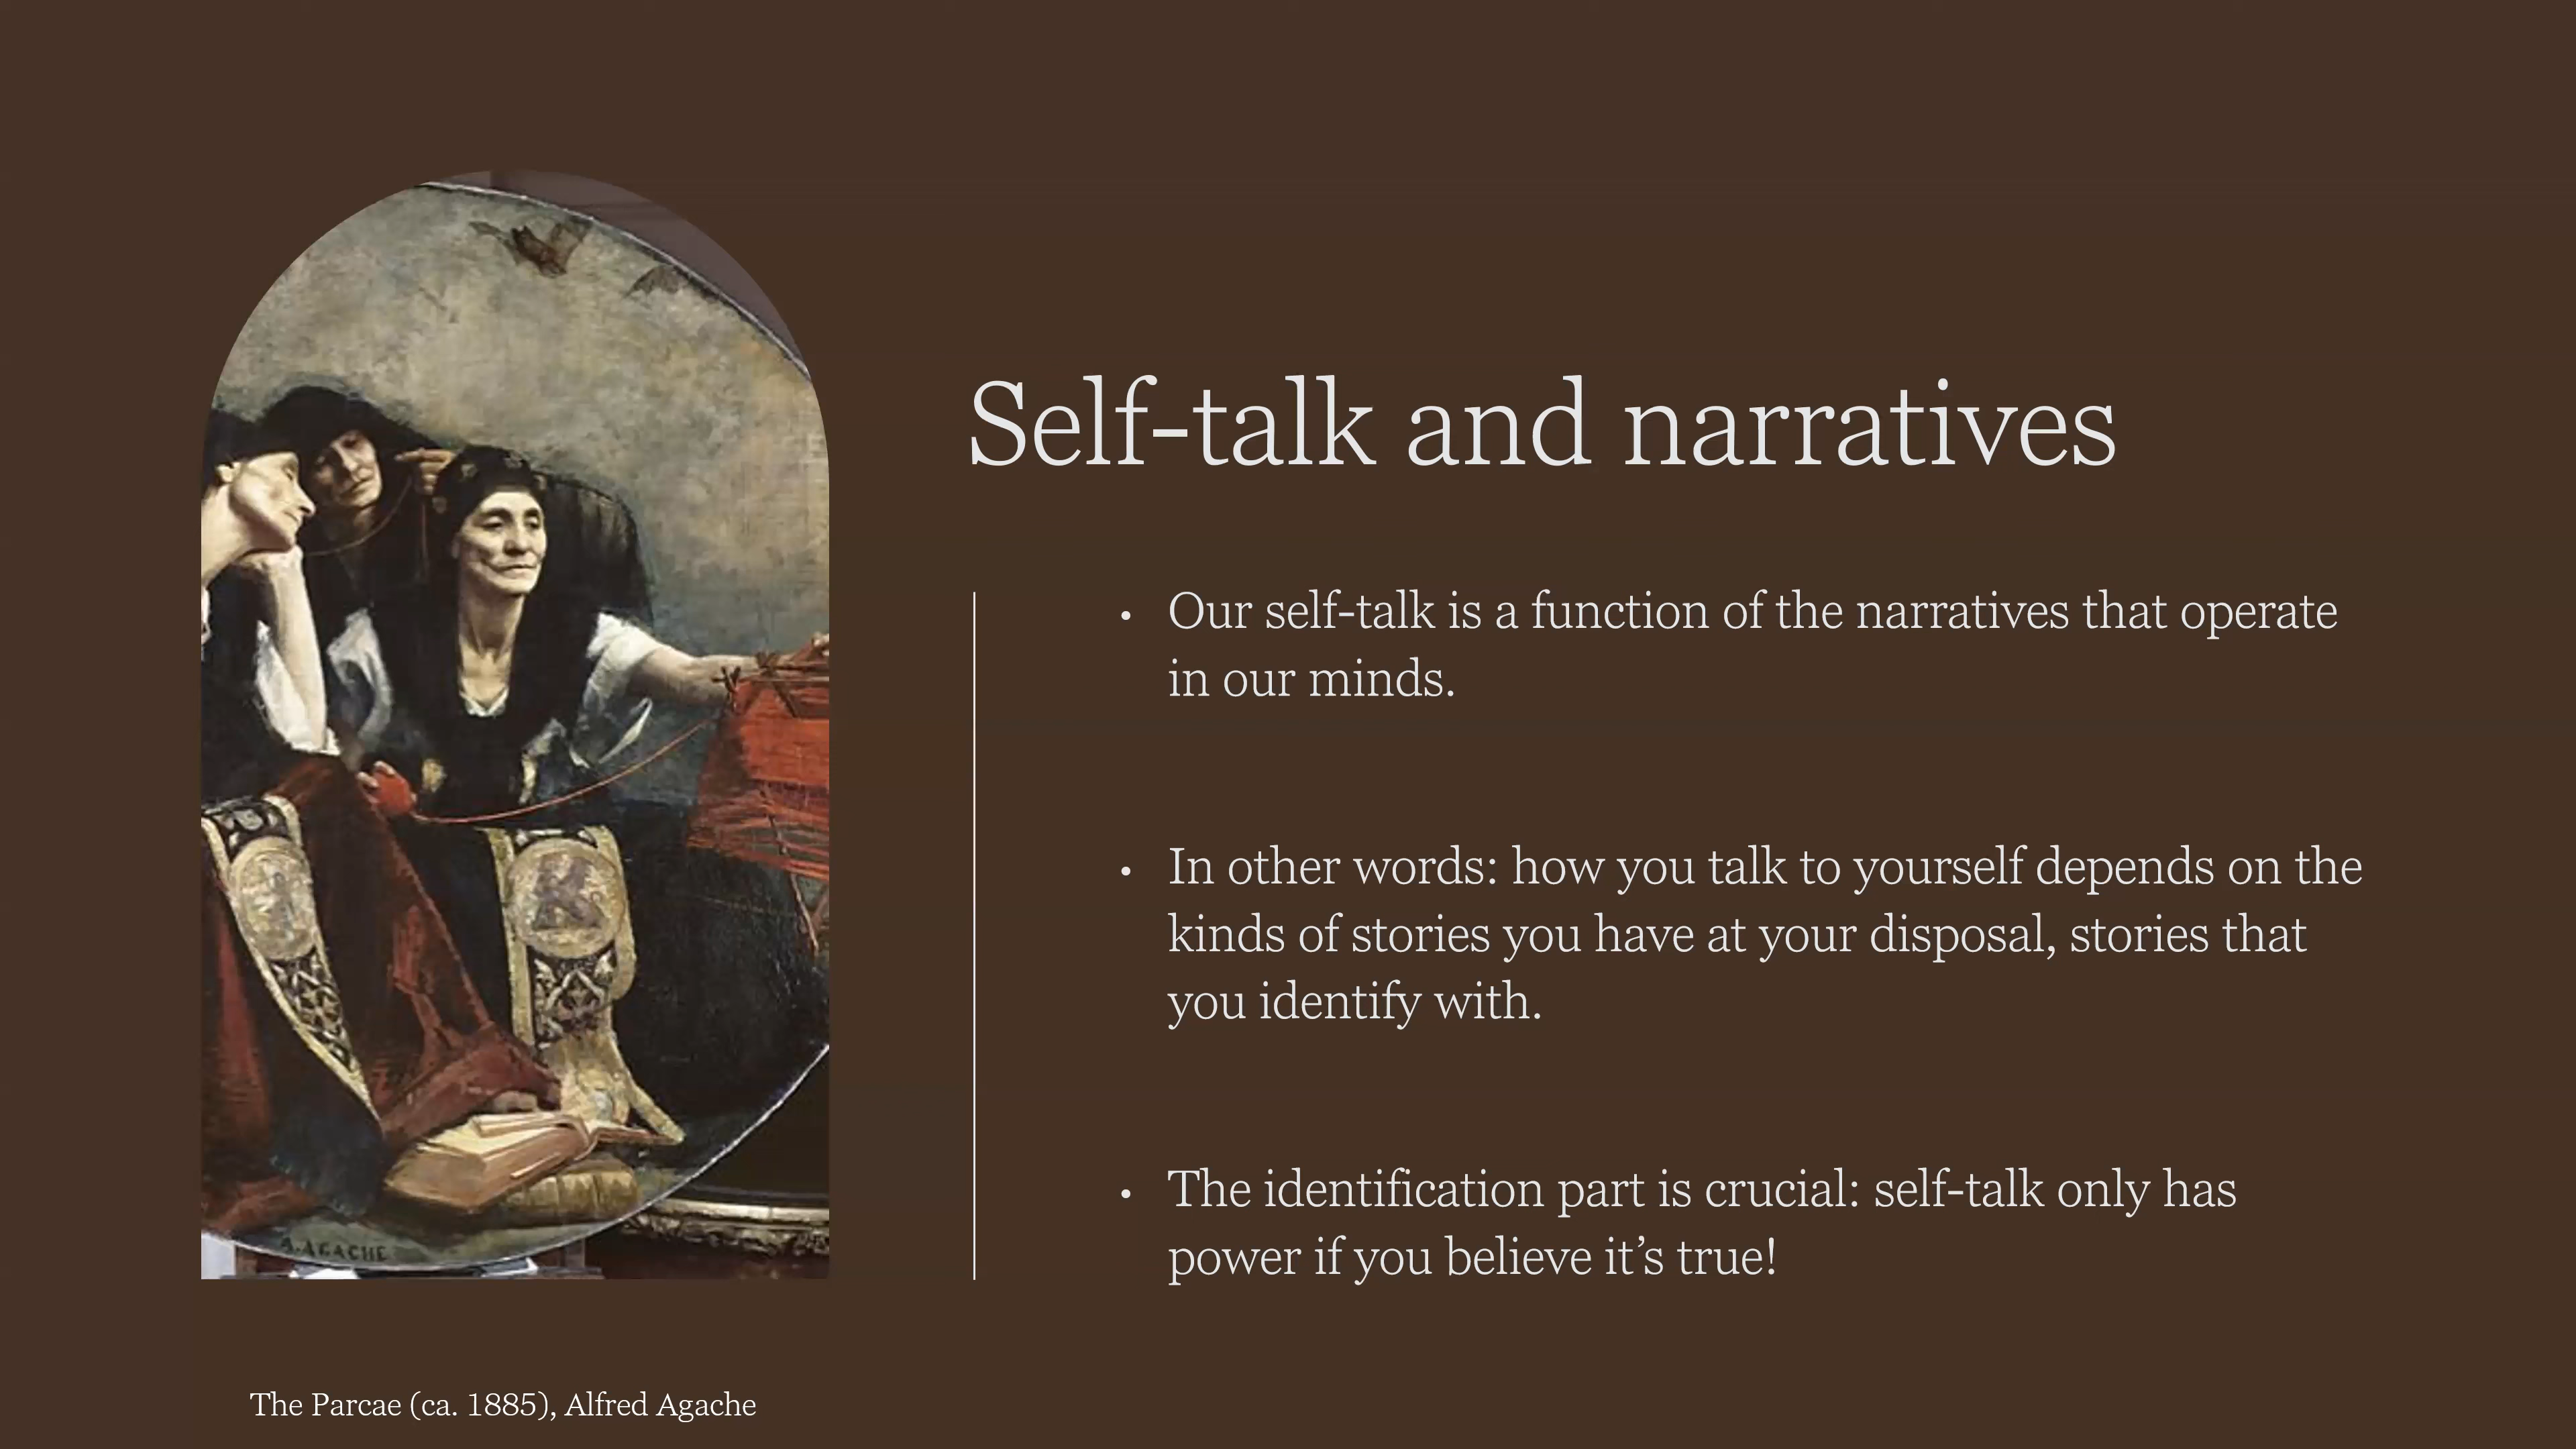 Self-talk and narratives
• Our self-talk is a function of the narratives that operate
in our minds.
• In other words: how you talk to yourself depends on the
kinds of stories you have at your disposal, stories that
you identify with.
• The identification part is crucial: self-talk only has
power if you believe it’s true!
A.AGACHE
The Parcae (ca. 1885), Alfred Agache